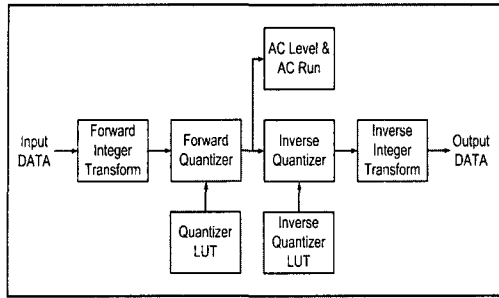 AC Level &
AC Run
Input
DATA
Forward
Integer
Transform
Forward
Quantizer
Inverse
Quantizer
Inverse
Integer
Transform
Output
DATA
Quantizer
LUT
Inverse
Quantizer
LUT